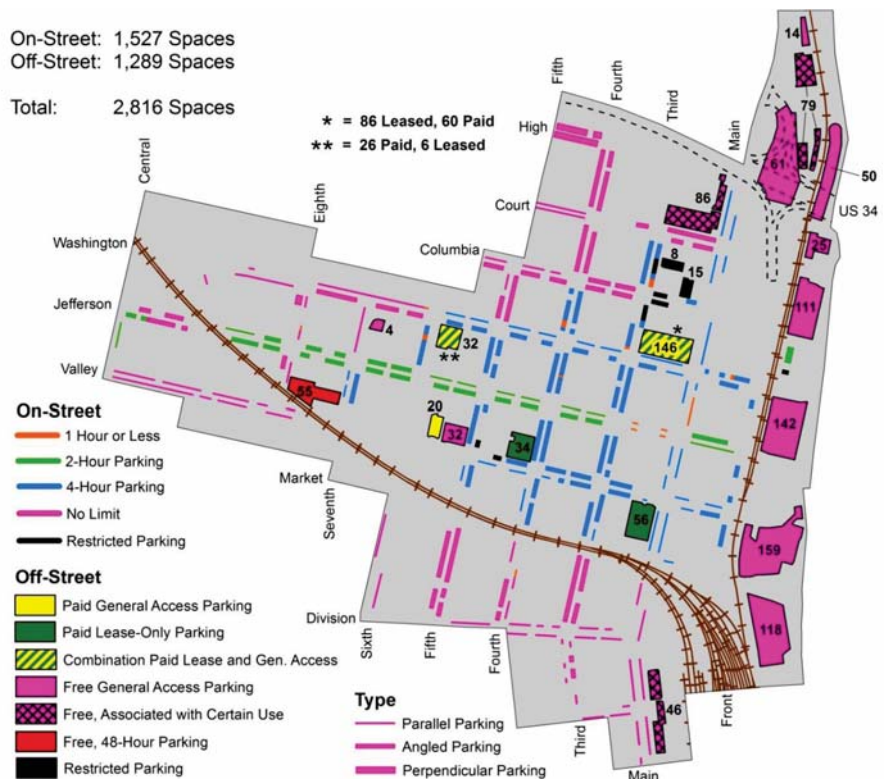 On-Street: 1,527 Spaces
Off-Street: 1,289 Spaces
Total: 2,816 Spaces
* = 86 Leased, 60 Paid
** = 26 Paid, 6 Leased
Fifth
Fourth
Third
Main
High
Court
Columbia
Central
Eighth
Washington
Jefferson
Valley
14
79
61
50
US 34
86
8
15
25
111
*
146
4
32
**
55
20
32
34
142
56
159
118
46
Market
Seventh
Division
Sixth
Fifth
Fourth
Third
Main
Front
On-Street
1 Hour or Less
2-Hour Parking
4-Hour Parking
No Limit
Restricted Parking
Off-Street
Paid General Access Parking
Paid Lease-Only Parking
Combination Paid Lease and Gen. Access
Free General Access Parking
Free, Associated with Certain Use
Free, 48-Hour Parking
Restricted Parking
Type
Parallel Parking
Angled Parking
Perpendicular Parking